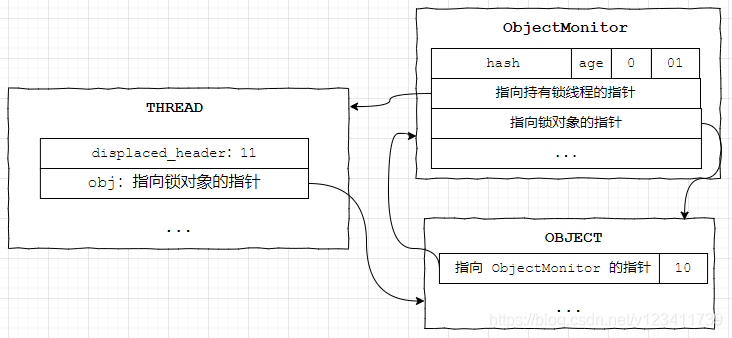 ObjectMonitor
hash age 0 01
指向持有锁线程的指针
指向锁对象的指针
...
THREAD
displaced_header: 11
obj: 指向锁对象的指针
...
OBJECT
指向 ObjectMonitor 的指针 10
...
https://blog.csdn.net/y123411739